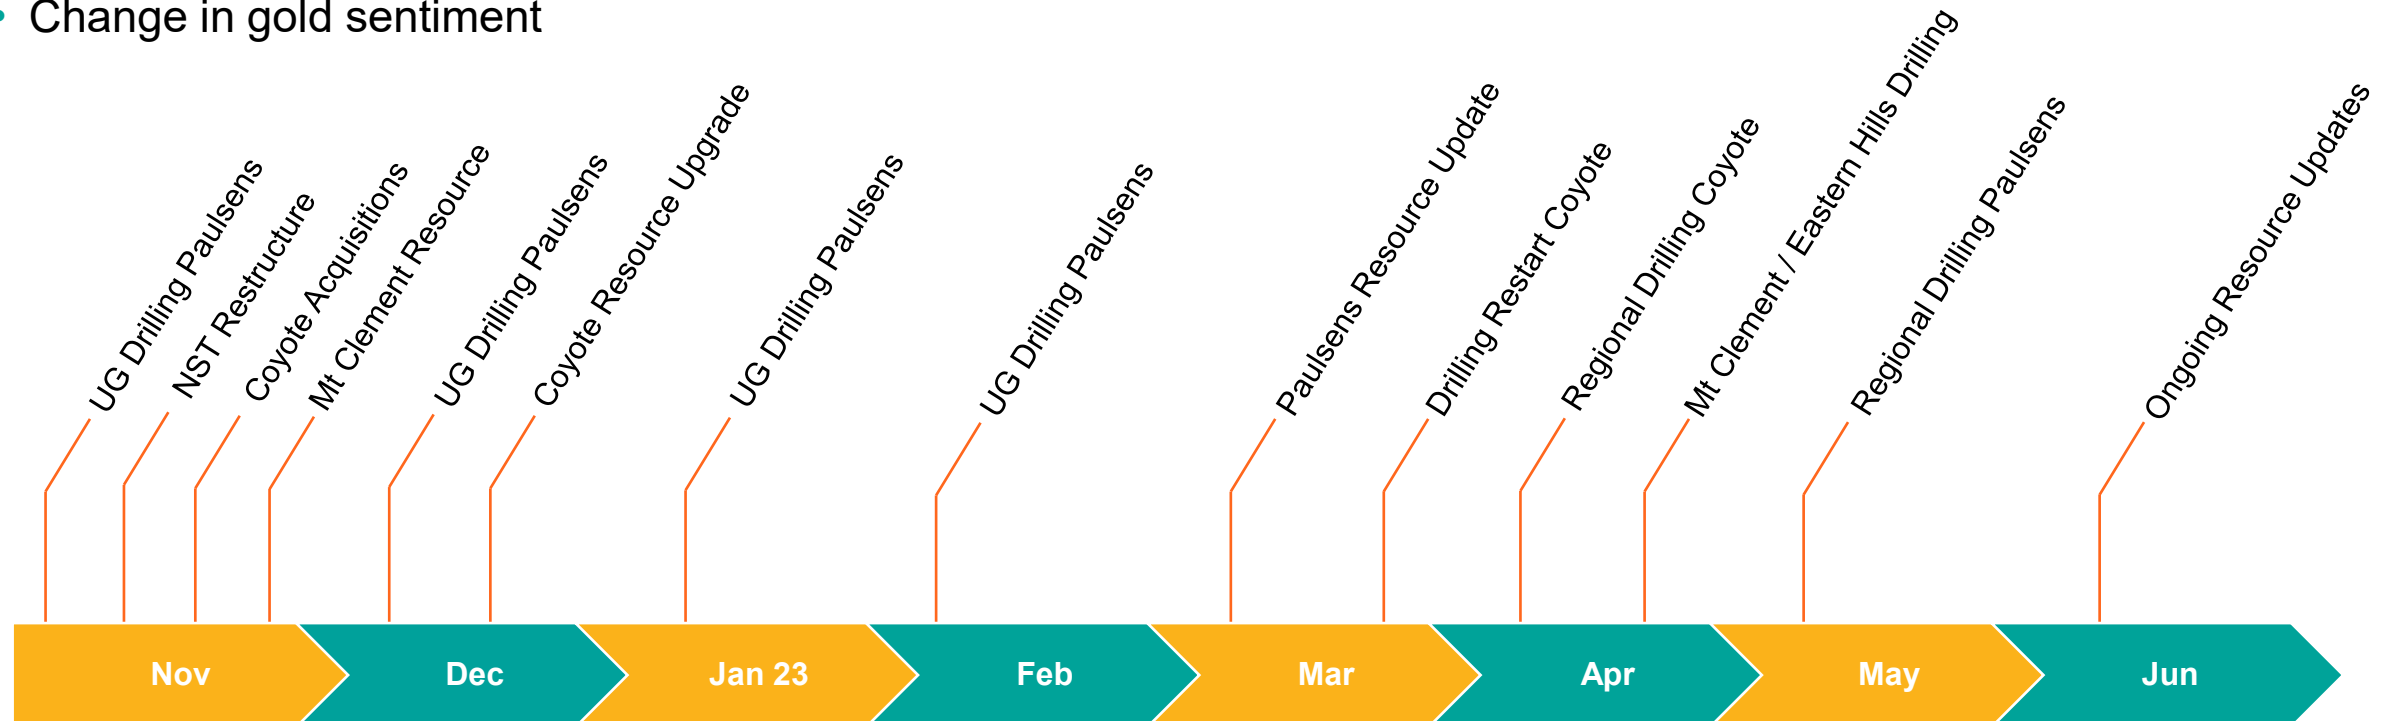 • Change in gold sentiment
UG Drilling Paulsens
NST Restructure
Coyote Acquisitions
Mt Clement Resource
UG Drilling Paulsens
Coyote Resource Upgrade
UG Drilling Paulsens
UG Drilling Paulsens
Paulsens Resource Update
Drilling Restart Coyote
Regional Drilling Coyote
Mt Clement / Eastern Hills Drilling
Regional Drilling Paulsens
Ongoing Resource Updates
Nov
Dec
Jan 23
Feb
Mar
Apr
May
Jun